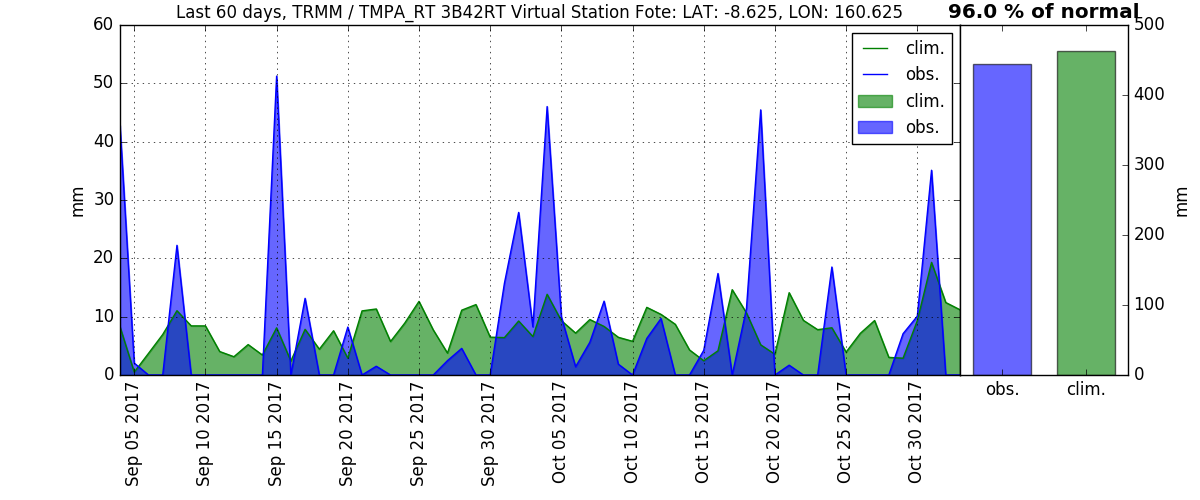 Last 60 days, TRMM / TMPA_RT 3B42RT Virtual Station Fote: LAT: -8.625, LON: 160.625
96.0 % of normal
60
50
40
30
20
10
0
mm
clim.
obs.
clim.
obs.
500
400
300
200
100
0
mm
obs.
clim.
Sep 05 2017
Sep 10 2017
Sep 15 2017
Sep 20 2017
Sep 25 2017
Sep 30 2017
Oct 05 2017
Oct 10 2017
Oct 15 2017
Oct 20 2017
Oct 25 2017
Oct 30 2017